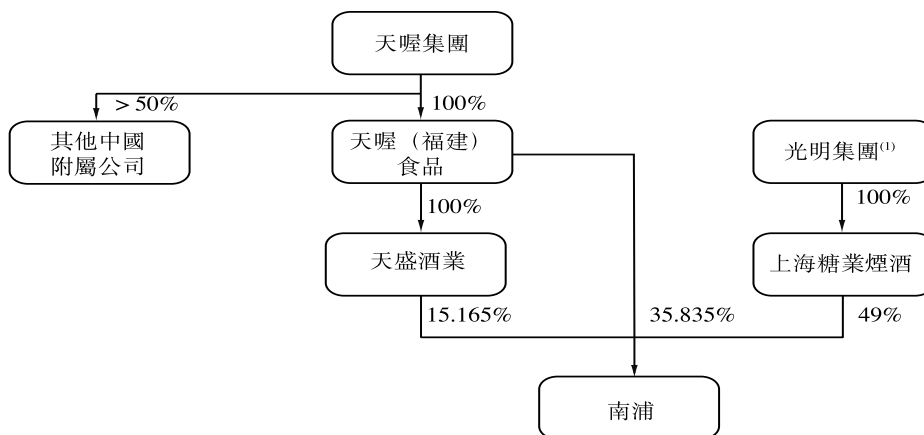 天喔集團
> 50%
100%
其他中國
附屬公司
天喔（福建）
食品
光明集團(1)
100%
100%
天盛酒業
上海糖業煙酒
15.165%
35.835%
49%
南浦